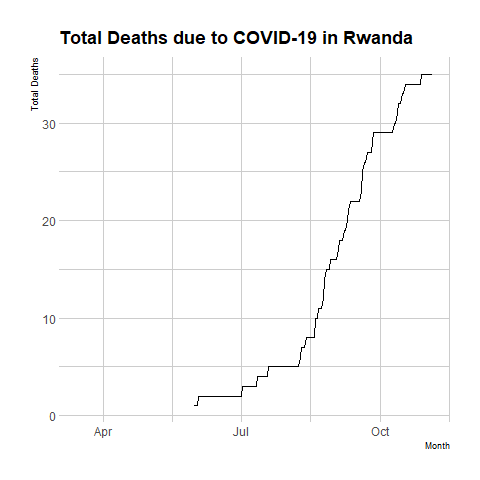 Total Deaths due to COVID-19 in Rwanda
Total Deaths
30
20
10
0
Apr Jul Oct
Month